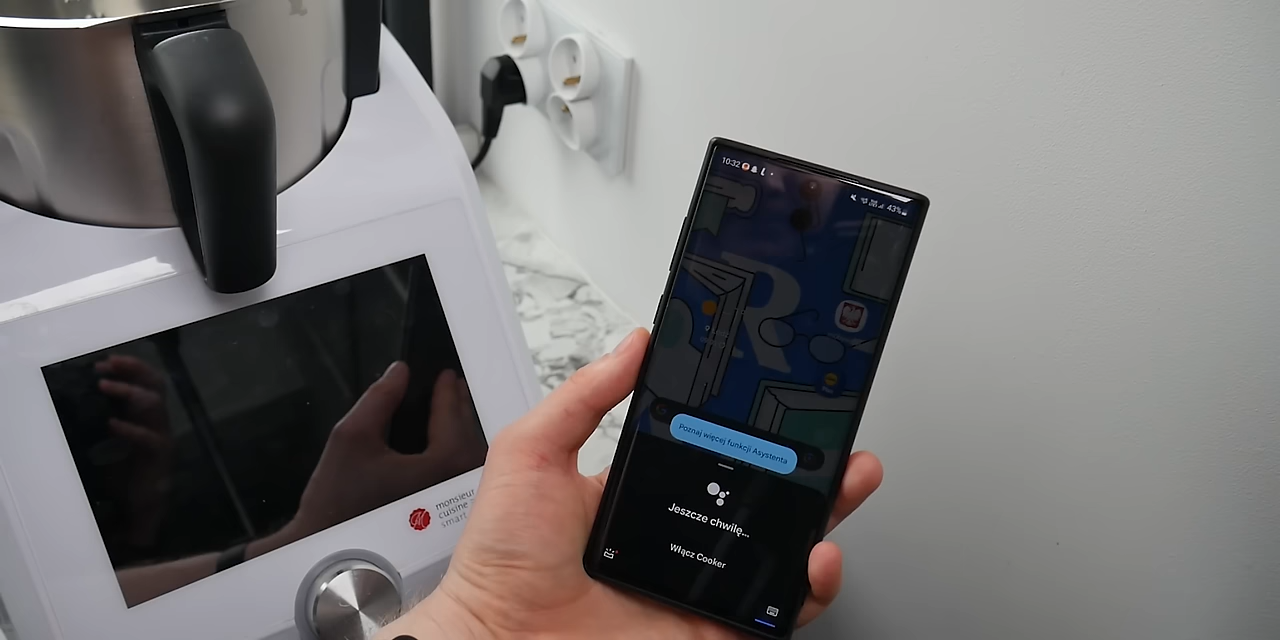 10:32
43%
R
Poznaj więcej funkcji Asystenta
Jeszcze chwilę...
Włącz Cooker
monsieur
cuisine
smart